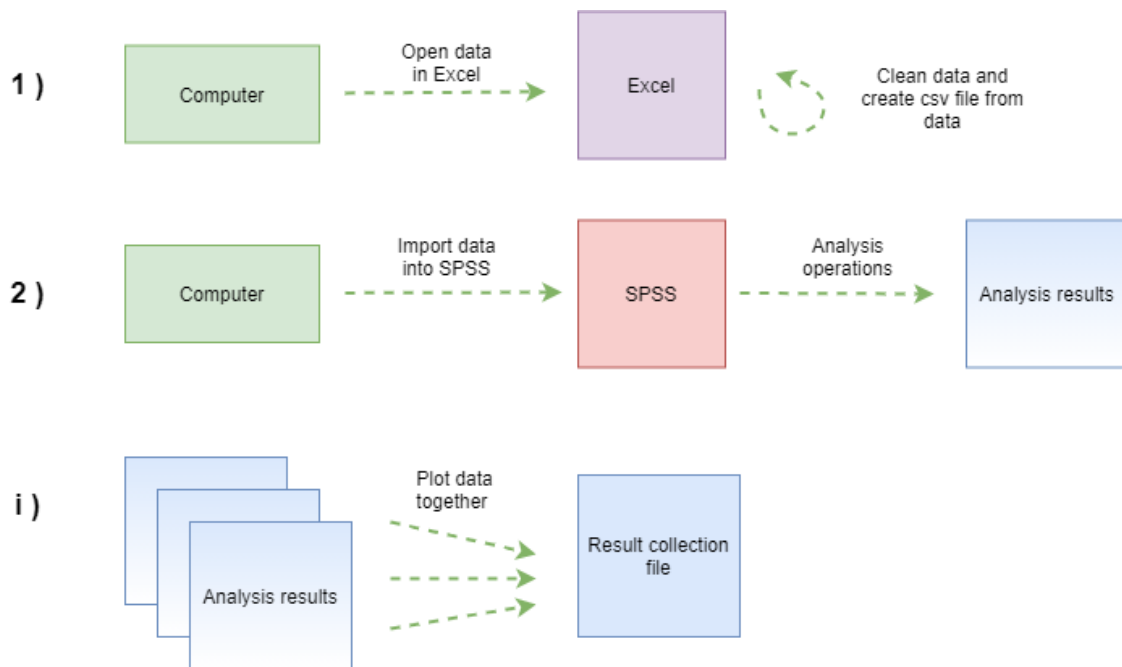 1 )
Computer
Open data
in Excel
Excel
Clean data and
create csv file from
data
2 )
Computer
Import data
into SPSS
SPSS
Analysis
operations
Analysis results
i )
Analysis results
Plot data
together
Result collection
file